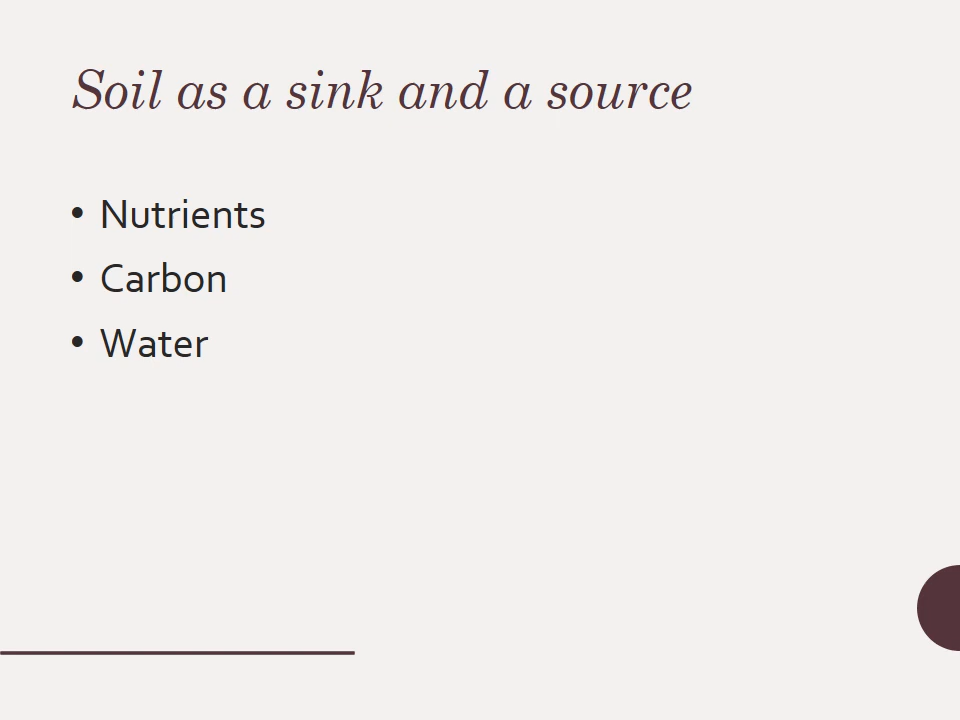 Soil as a sink and a source
• Nutrients
• Carbon
• Water